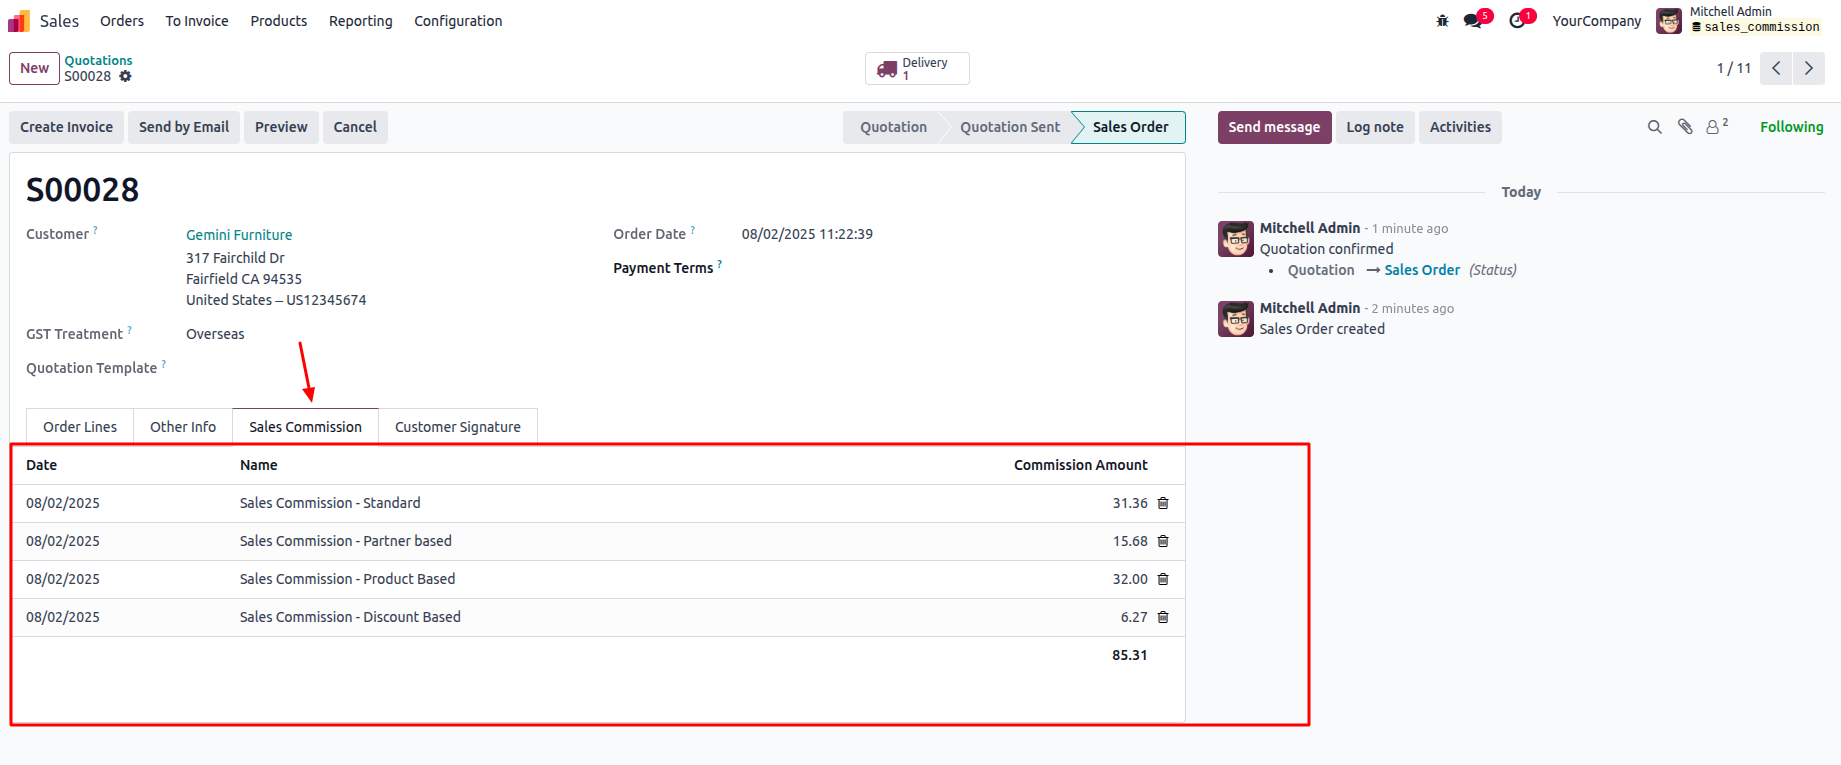 Sales Orders To Invoice Products Reporting Configuration 5 1 YourCompany Mitchell Admin
sales_commission
New Quotations
S00028
Delivery
1
1 / 11
Create Invoice Send by Email Preview Cancel Quotation Quotation Sent Sales Order Send message Log note Activities 2 Following
S00028
Customer ? Gemini Furniture
317 Fairchild Dr
Fairfield CA 94535
United States – US12345674
GST Treatment ? Overseas
Quotation Template ?
Order Date ? 08/02/2025 11:22:39
Payment Terms ?
Order Lines Other Info Sales Commission Customer Signature
Date Name Commission Amount
08/02/2025 Sales Commission - Standard 31.36
08/02/2025 Sales Commission - Partner based 15.68
08/02/2025 Sales Commission - Product Based 32.00
08/02/2025 Sales Commission - Discount Based 6.27
85.31
Today
Mitchell Admin - 1 minute ago
Quotation confirmed
• Quotation → Sales Order (Status)
Mitchell Admin - 2 minutes ago
Sales Order created